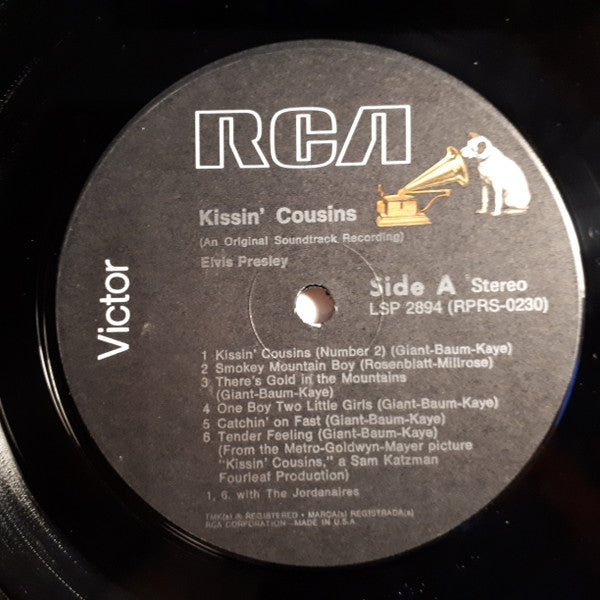 RCA
Kissin' Cousins
(An Original Soundtrack Recording)
Elvis Presley
Victor
Side A Stereo
LSP 2894 (RPRS-0230)
1 Kissin' Cousins (Number 2) (Giant-Baum-Kaye)
2 Smokey Mountain Boy (Rosenblatt-Millrose)
3 There's Gold in the Mountains
(Giant-Baum-Kaye)
4 One Boy Two Little Girls (Giant-Baum-Kaye)
5 Catchin' on Fast (Giant-Baum-Kaye)
6 Tender Feeling (Giant-Baum-Kaye)
(From the Metro-Goldwyn-Mayer picture
"Kissin' Cousins," a Sam Katzman
Fourleaf Production)
1, 6. with The Jordanaires
TMK(s) ® REGISTERED • MARCA(s) REGISTRADA(s)
RCA CORPORATION—MADE IN U.S.A.